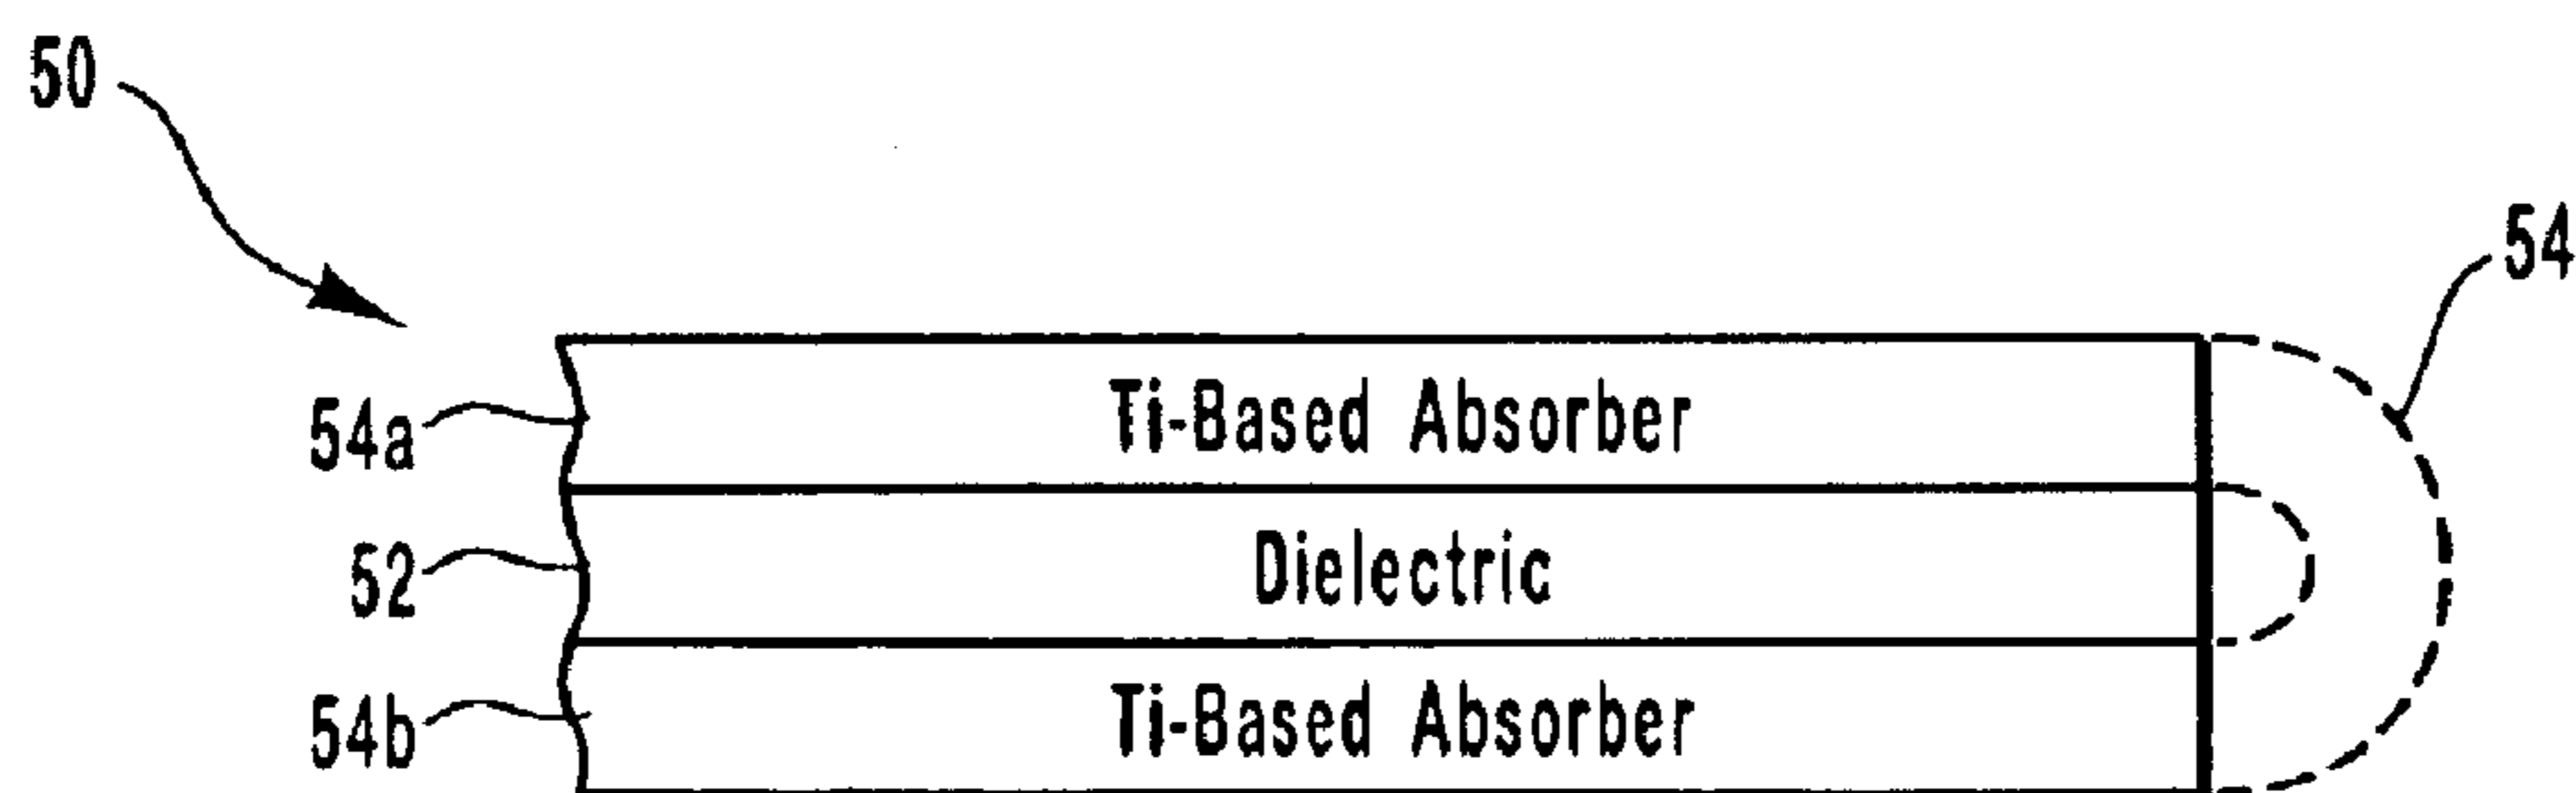 50
54
54a Ti-Based Absorber
52 Dielectric
54b Ti-Based Absorber